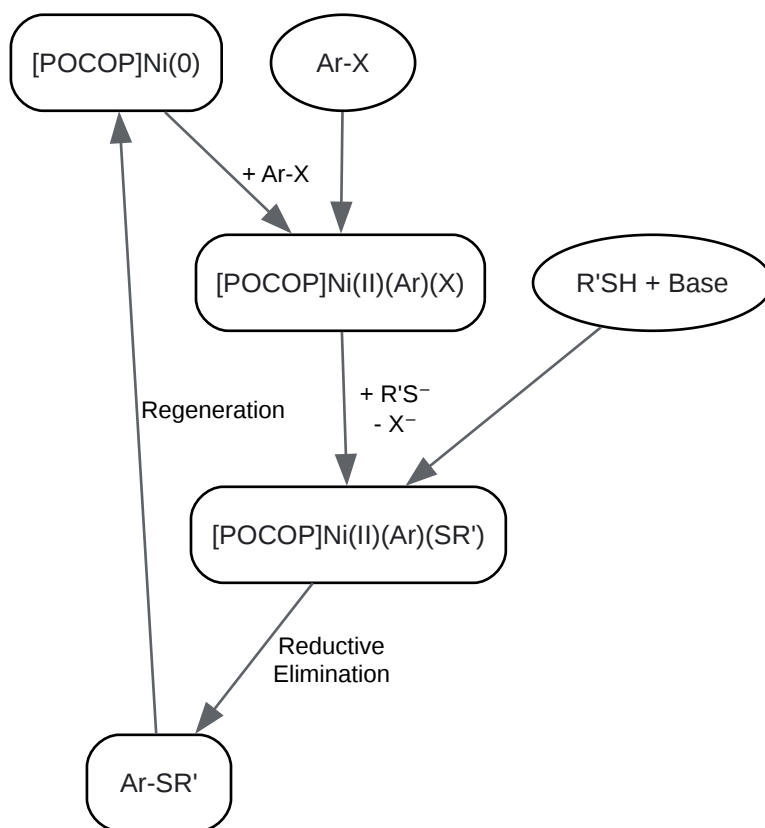 [POCOP]Ni(0)
Ar-X
+ Ar-X
[POCOP]Ni(II)(Ar)(X)
R'SH + Base
+ R'S⁻
- X⁻
Regeneration
[POCOP]Ni(II)(Ar)(SR')
Reductive
Elimination
Ar-SR'